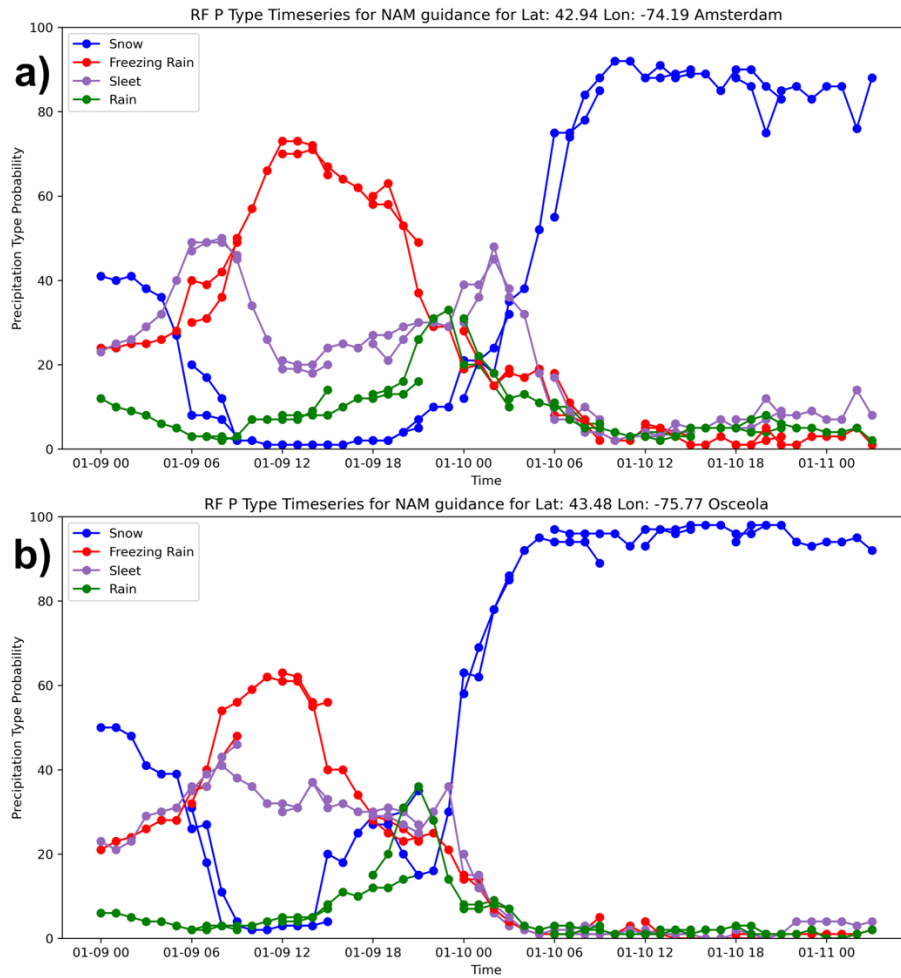 RF P Type Timeseries for NAM guidance for Lat: 42.94 Lon: -74.19 Amsterdam
a)
Snow
Freezing Rain
Sleet
Rain
Precipitation Type Probability
100
80
60
40
20
0
01-09 00 01-09 06 01-09 12 01-09 18 01-10 00 01-10 06 01-10 12 01-10 18 01-11 00
Time
RF P Type Timeseries for NAM guidance for Lat: 43.48 Lon: -75.77 Osceola
b)
Snow
Freezing Rain
Sleet
Rain
Precipitation Type Probability
100
80
60
40
20
0
01-09 00 01-09 06 01-09 12 01-09 18 01-10 00 01-10 06 01-10 12 01-10 18 01-11 00
Time